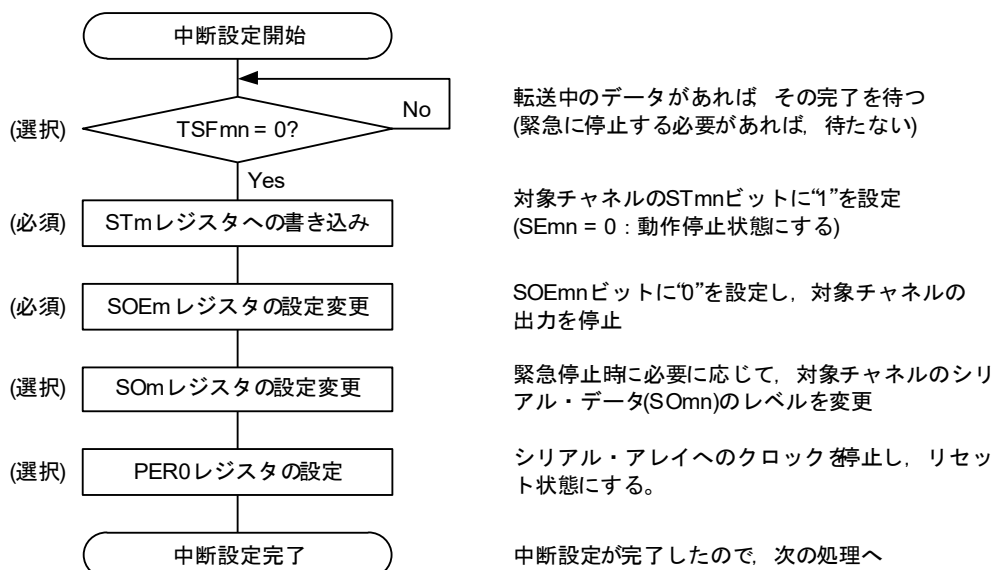 中断設定開始
No
(選択)
TSFmn = 0?
転送中のデータがあれば その完了を待つ
(緊急に停止する必要があれば, 待たない)
Yes
(必須)
STmレジスタへの書き込み
対象チャネルのSTmnビットに“1”を設定
(SEmn = 0 : 動作停止状態にする)
(必須)
SOEmレジスタの設定変更
SOEmnビットに“0”を設定し, 対象チャネルの
出力を停止
(選択)
SOmレジスタの設定変更
緊急停止時に必要に応じて, 対象チャネルのシリ
アル・データ(SOmn)のレベルを変更
(選択)
PER0レジスタの設定
シリアル・アレイへのクロックを停止し, リセッ
ト状態にする。
中断設定完了
中断設定が完了したので, 次の処理へ